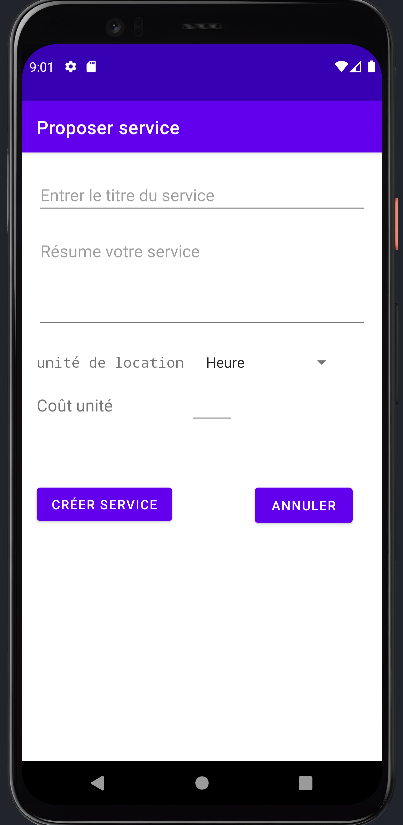 9:01
Proposer service
Entrer le titre du service
Résume votre service
unité de location Heure
Coût unité
CRÉER SERVICE ANNULER